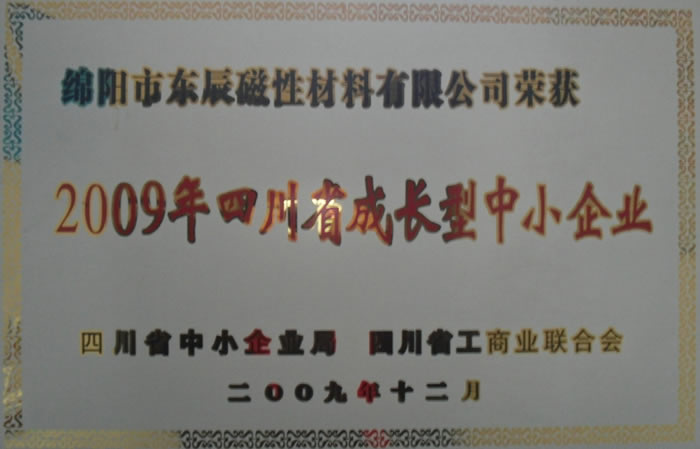 绵阳市东辰磁性材料有限公司荣获
2009年四川省成长型中小企业
四川省中小企业局 四川省工商业联合会
二OO九年十二月